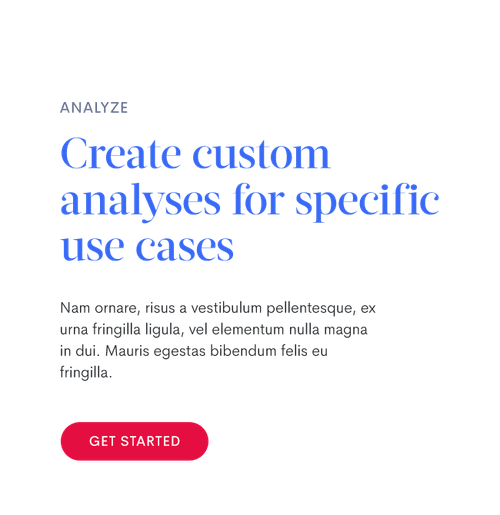 ANALYZE
Create custom
analyses for specific
use cases
Nam ornare, risus a vestibulum pellentesque, ex
urna fringilla ligula, vel elementum nulla magna
in dui. Mauris egestas bibendum felis eu
fringilla.
GET STARTED